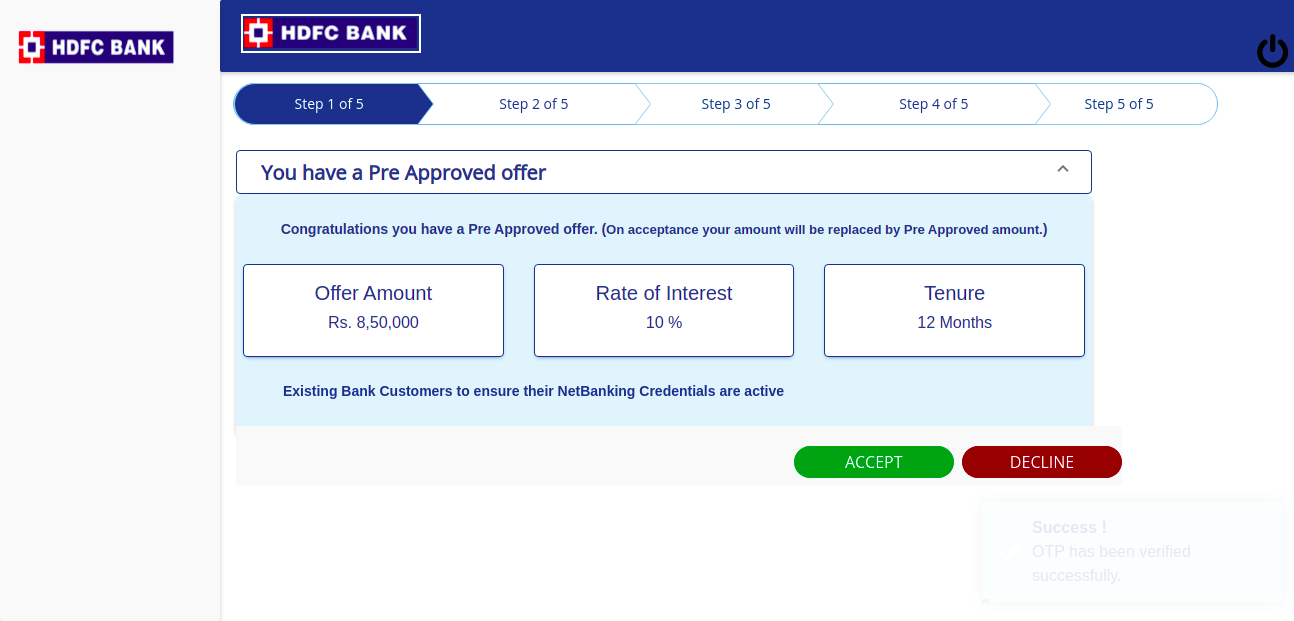 HDFC BANK
HDFC BANK
Step 1 of 5
Step 2 of 5
Step 3 of 5
Step 4 of 5
Step 5 of 5
You have a Pre Approved offer
Congratulations you have a Pre Approved offer. (On acceptance your amount will be replaced by Pre Approved amount.)
Offer Amount
Rs. 8,50,000
Rate of Interest
10 %
Tenure
12 Months
Existing Bank Customers to ensure their NetBanking Credentials are active
ACCEPT
DECLINE
Success !
OTP has been verified
successfully.